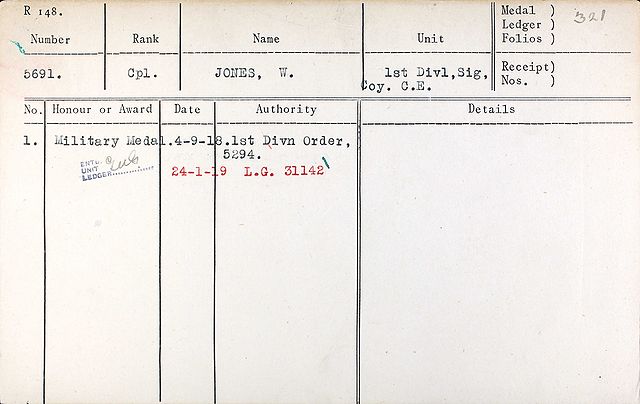 R 148.
Medal )
Ledger )
Folios )
321
Number Rank Name Unit
5691. Cpl. JONES, W. 1st Divl,Sig,
Coy. C.E.
Receipt)
Nos. )
No. Honour or Award Date Authority Details
1. Military Medal.4-9-18.1st Divn Order,
5294.
ENTD.
UNIT
LEDGER..............
24-1-19 L.G. 31142